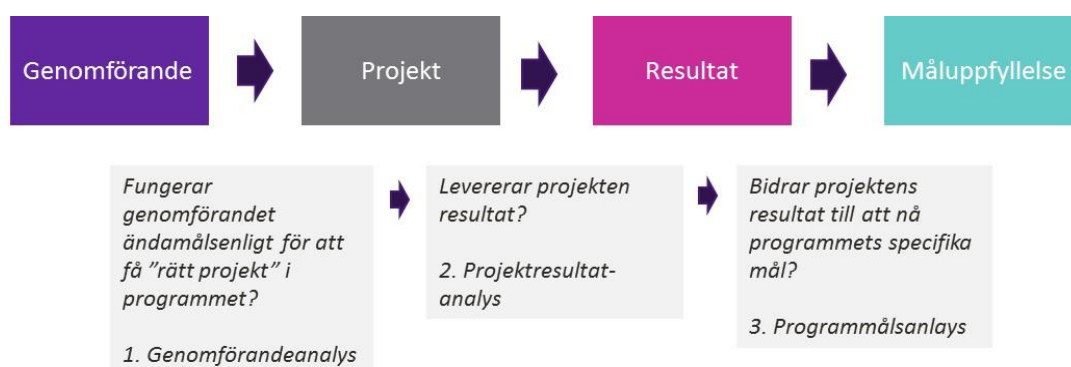 Genomförande
Projekt
Resultat
Måluppfyllelse
Fungerar
genomförandet
ändamålsenligt för att
få ”rätt projekt” i
programmet?
1. Genomförandeanalys
Levererar projekten
resultat?
2. Projektresultat-
analys
Bidrar projektens
resultat till att nå
programmets specifika
mål?
3. Programmålsanlays